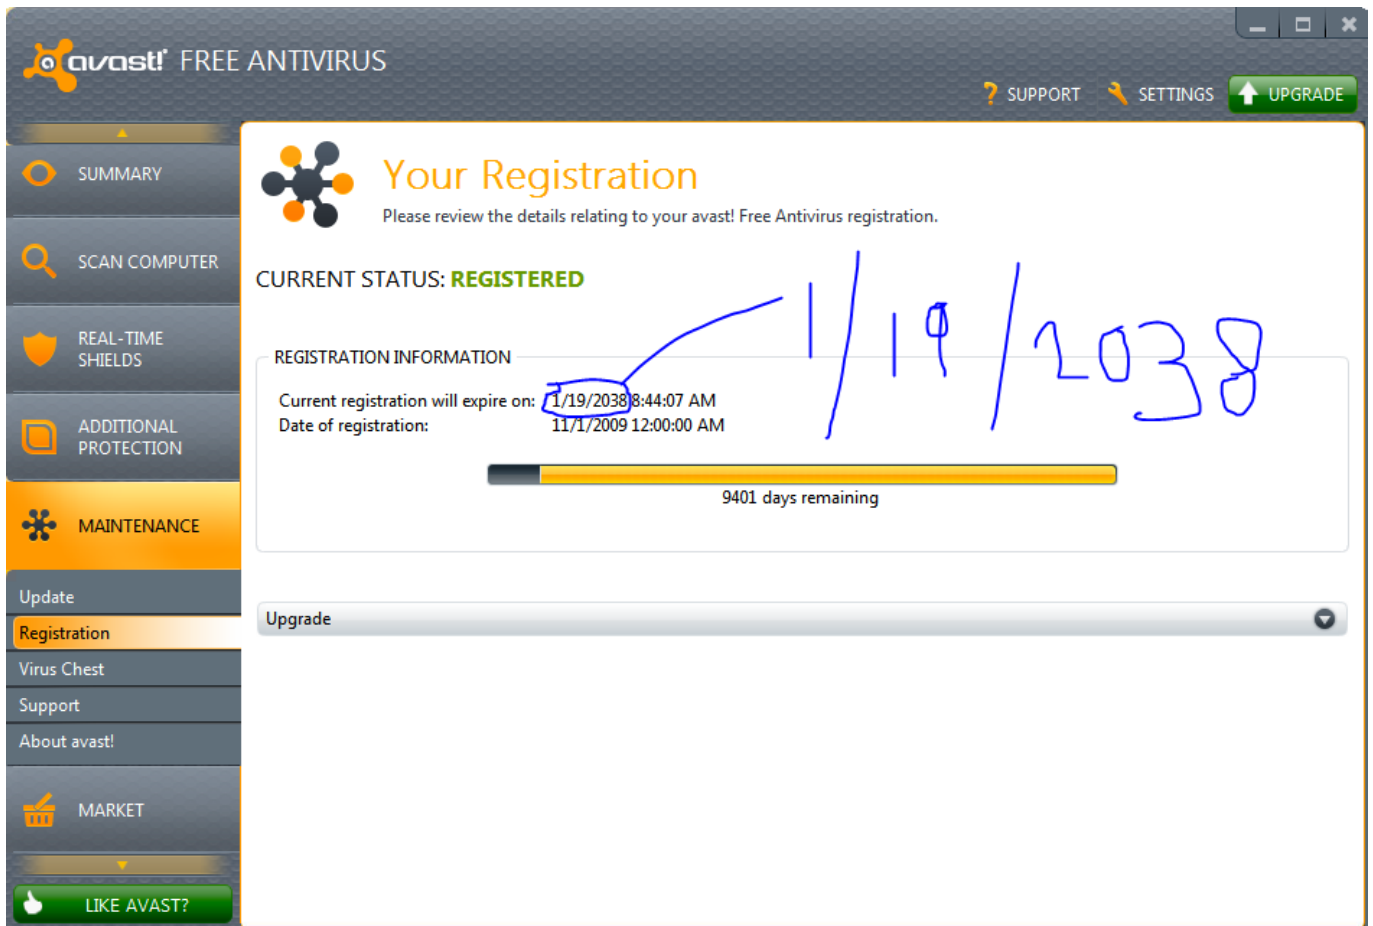 avast! FREE ANTIVIRUS
? SUPPORT SETTINGS UPGRADE
SUMMARY
SCAN COMPUTER
REAL-TIME
SHIELDS
ADDITIONAL
PROTECTION
MAINTENANCE
Update
Registration
Virus Chest
Support
About avast!
MARKET
LIKE AVAST?
Your Registration
Please review the details relating to your avast! Free Antivirus registration.
CURRENT STATUS: REGISTERED
1/19/2038
REGISTRATION INFORMATION
Current registration will expire on: 1/19/2038 8:44:07 AM
Date of registration: 11/1/2009 12:00:00 AM
9401 days remaining
Upgrade